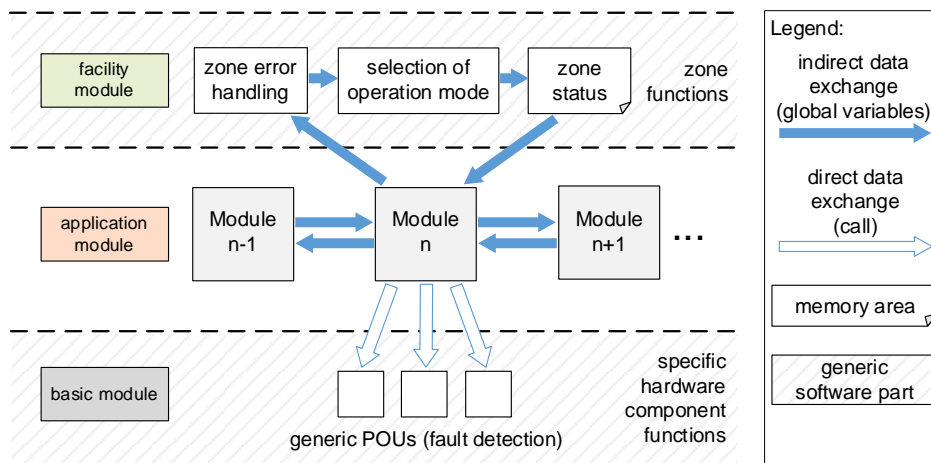 facility
module
zone error
handling
selection of
operation mode
zone
status
zone
functions
application
module
Module
n-1
Module
n
Module
n+1
...
basic module
generic POUs (fault detection)
specific
hardware
component
functions
Legend:
indirect data
exchange
(global variables)
direct data
exchange
(call)
memory area
generic
software part